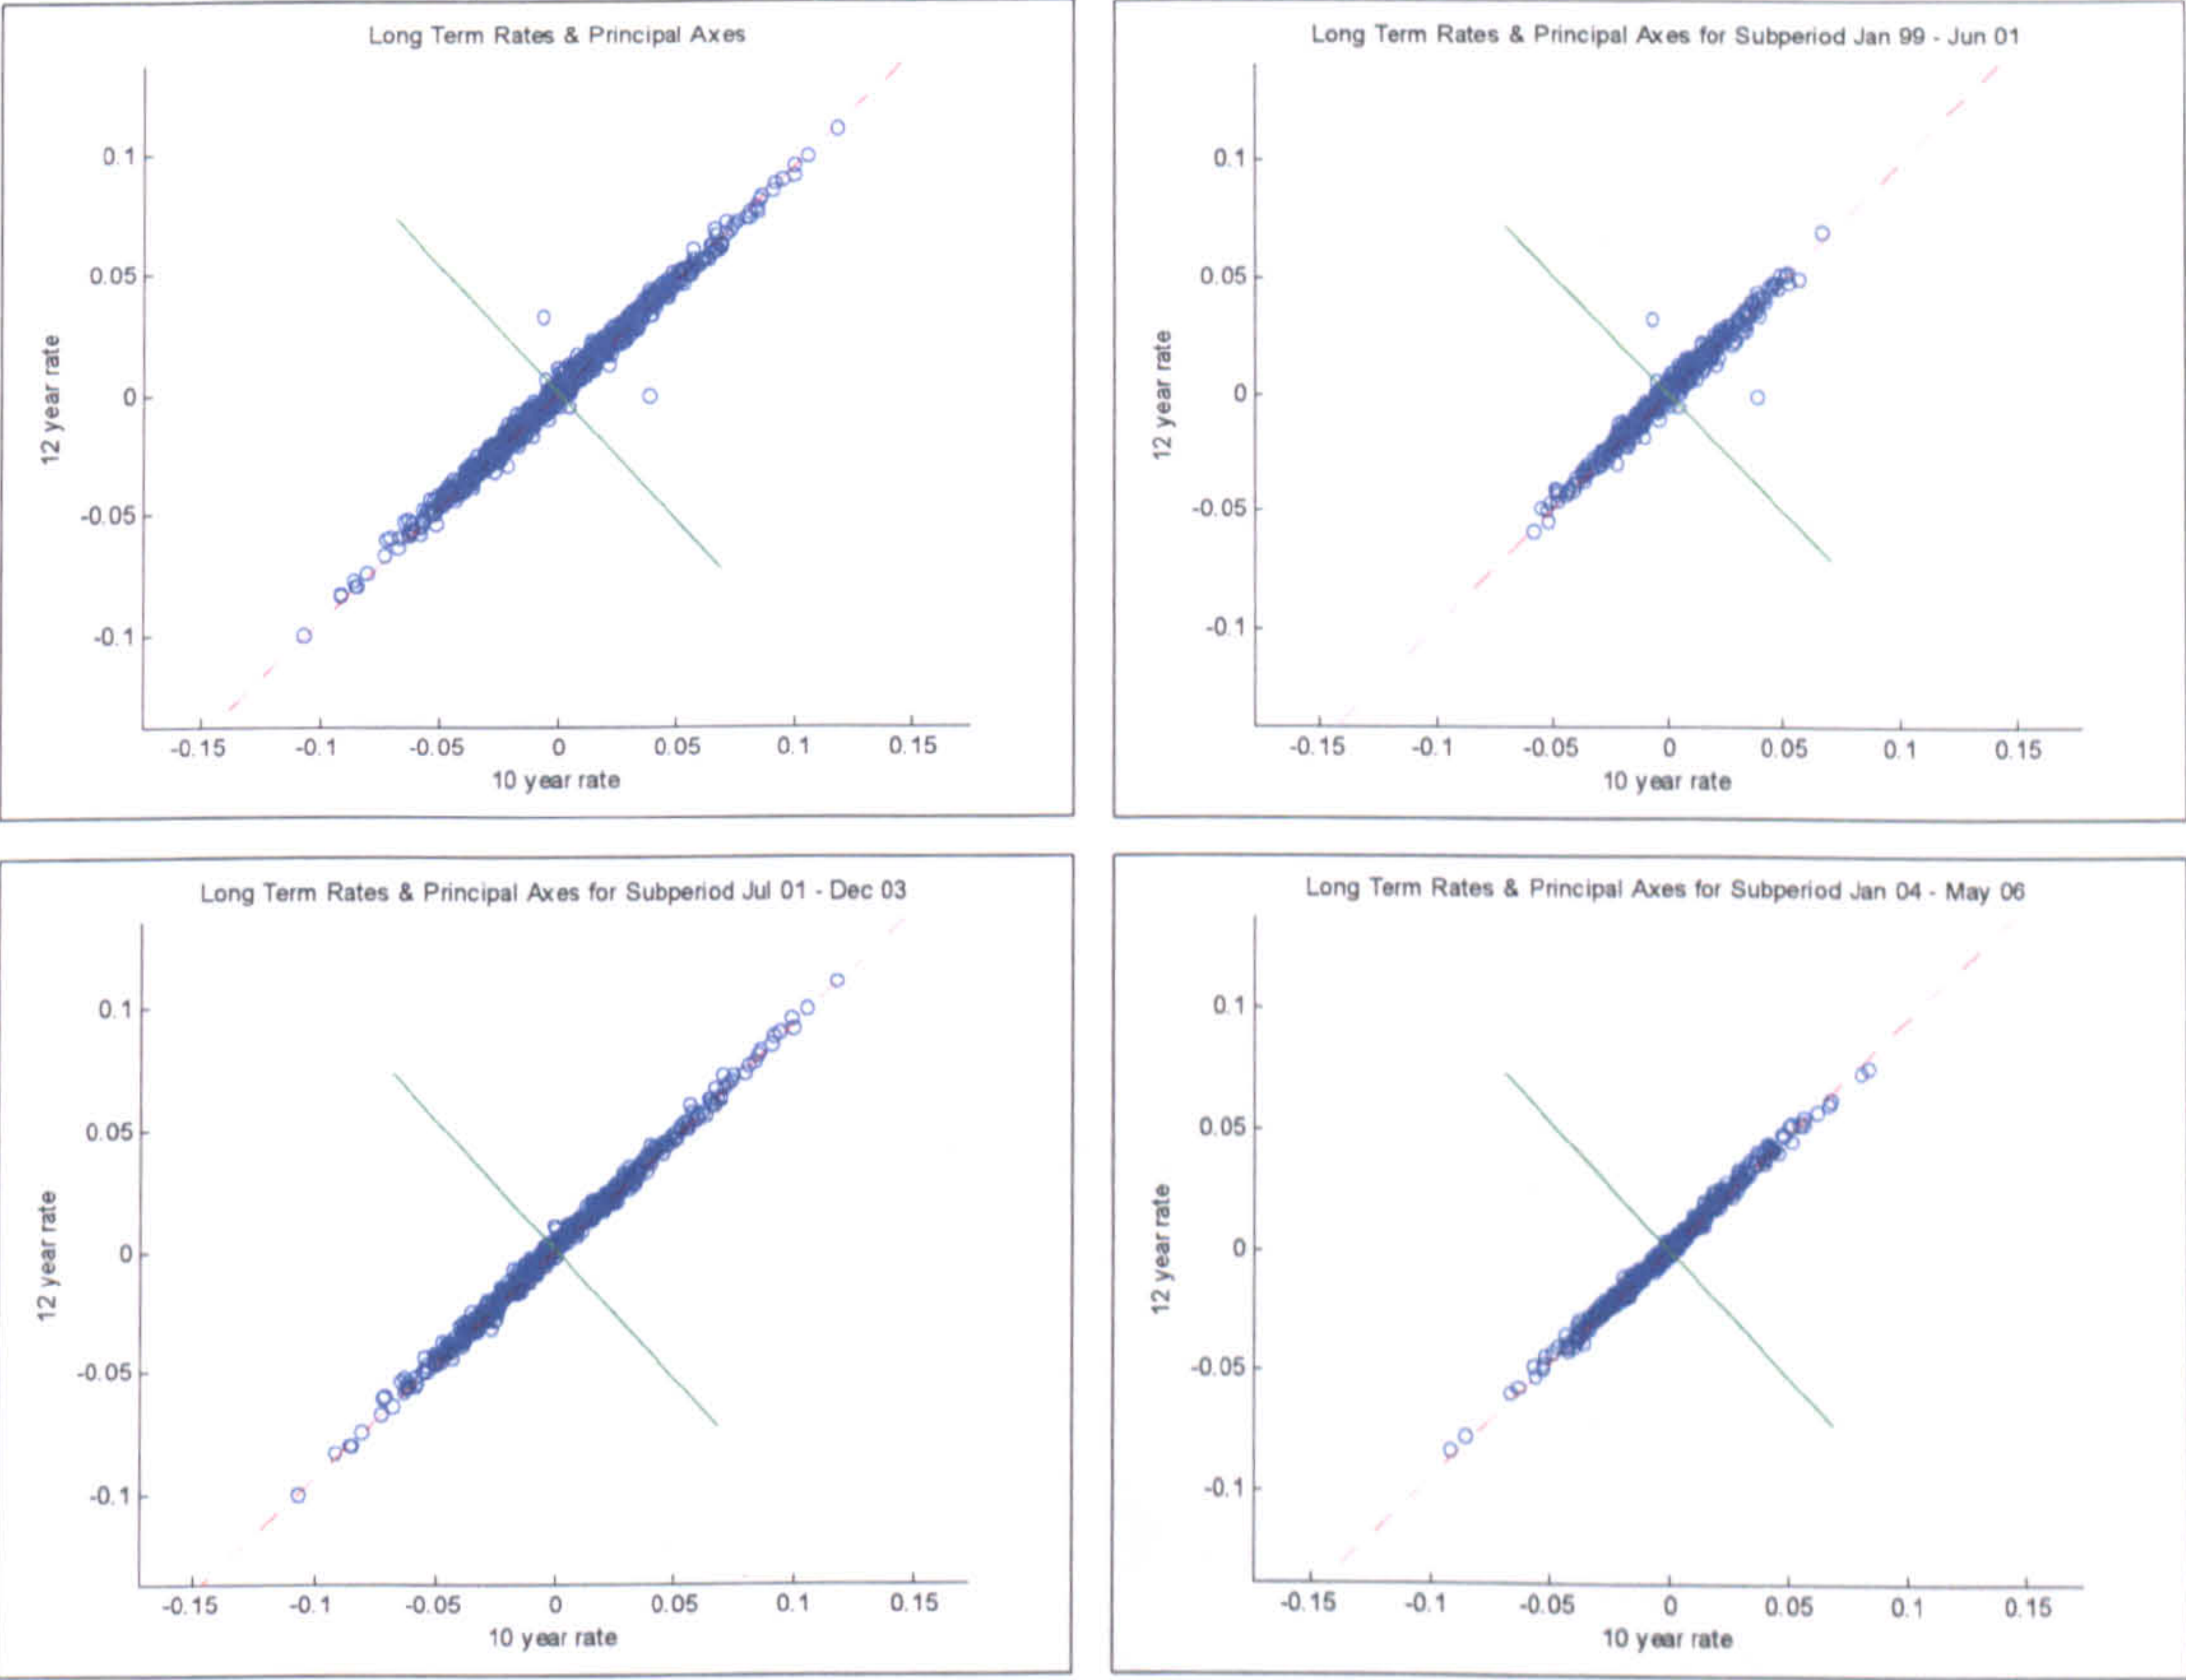 Long Term Rates & Principal Axes
0.1
0.05
0
-0.05
-0.1
12 year rate
-0.15 -0.1 -0.05 0 0.05 0.1 0.15
10 year rate
Long Term Rates & Principal Axes for Subperiod Jan 99 - Jun 01
0.1
0.05
0
-0.05
-0.1
12 year rate
-0.15 -0.1 -0.05 0 0.05 0.1 0.15
10 year rate
Long Term Rates & Principal Axes for Subperiod Jul 01 - Dec 03
0.1
0.05
0
-0.05
-0.1
12 year rate
-0.15 -0.1 -0.05 0 0.05 0.1 0.15
10 year rate
Long Term Rates & Principal Axes for Subperiod Jan 04 - May 06
0.1
0.05
0
-0.05
-0.1
12 year rate
-0.15 -0.1 -0.05 0 0.05 0.1 0.15
10 year rate